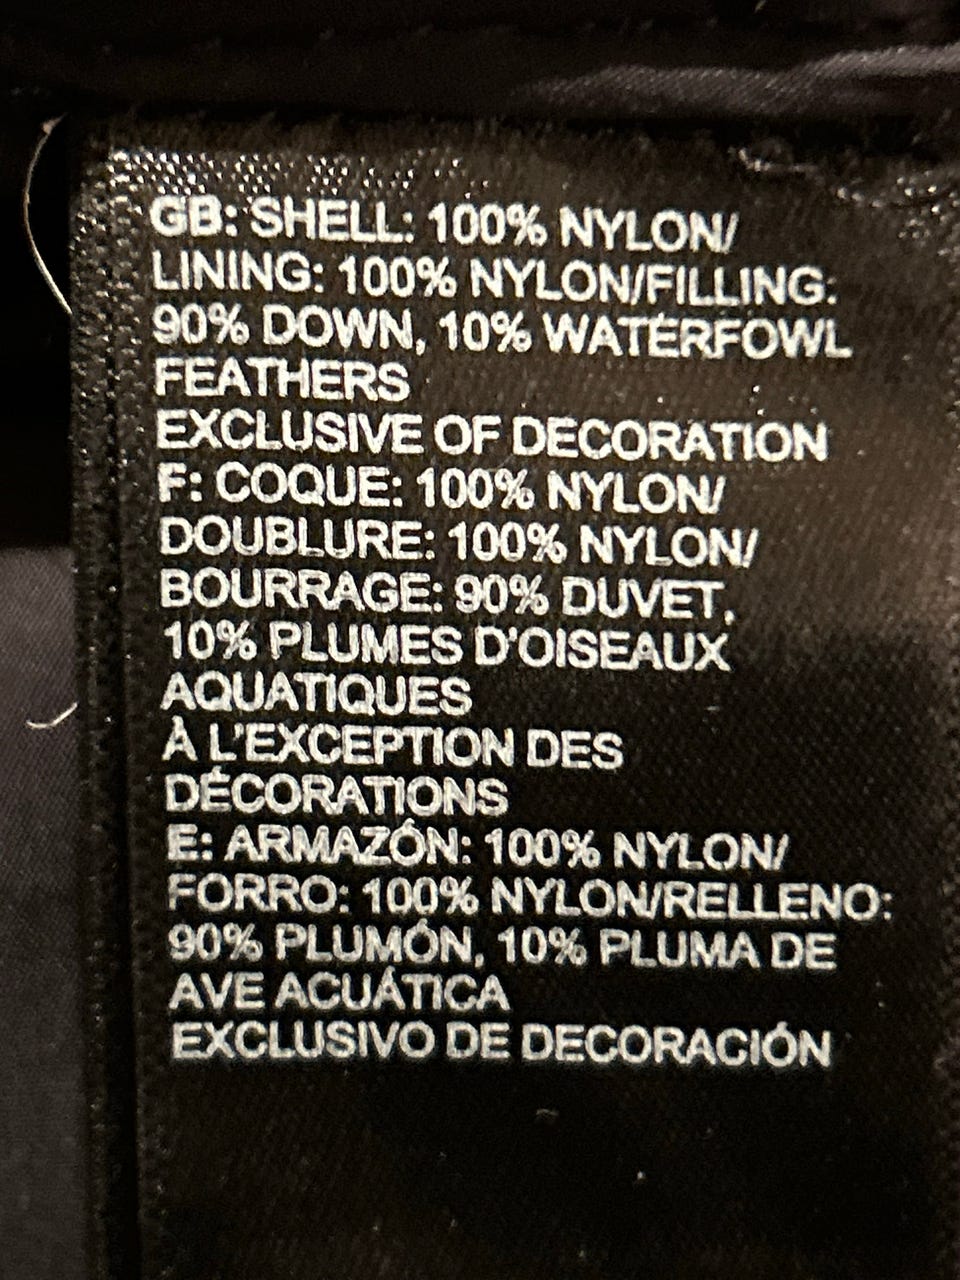 GB: SHELL: 100% NYLON/
LINING: 100% NYLON/FILLING:
90% DOWN, 10% WATERFOWL
FEATHERS
EXCLUSIVE OF DECORATION
F: COQUE: 100% NYLON/
DOUBLURE: 100% NYLON/
BOURRAGE: 90% DUVET,
10% PLUMES D'OISEAUX
AQUATIQUES
À L'EXCEPTION DES
DÉCORATIONS
E: ARMAZÓN: 100% NYLON/
FORRO: 100% NYLON/RELLENO:
90% PLUMÓN, 10% PLUMA DE
AVE ACUÁTICA
EXCLUSIVO DE DECORACIÓN